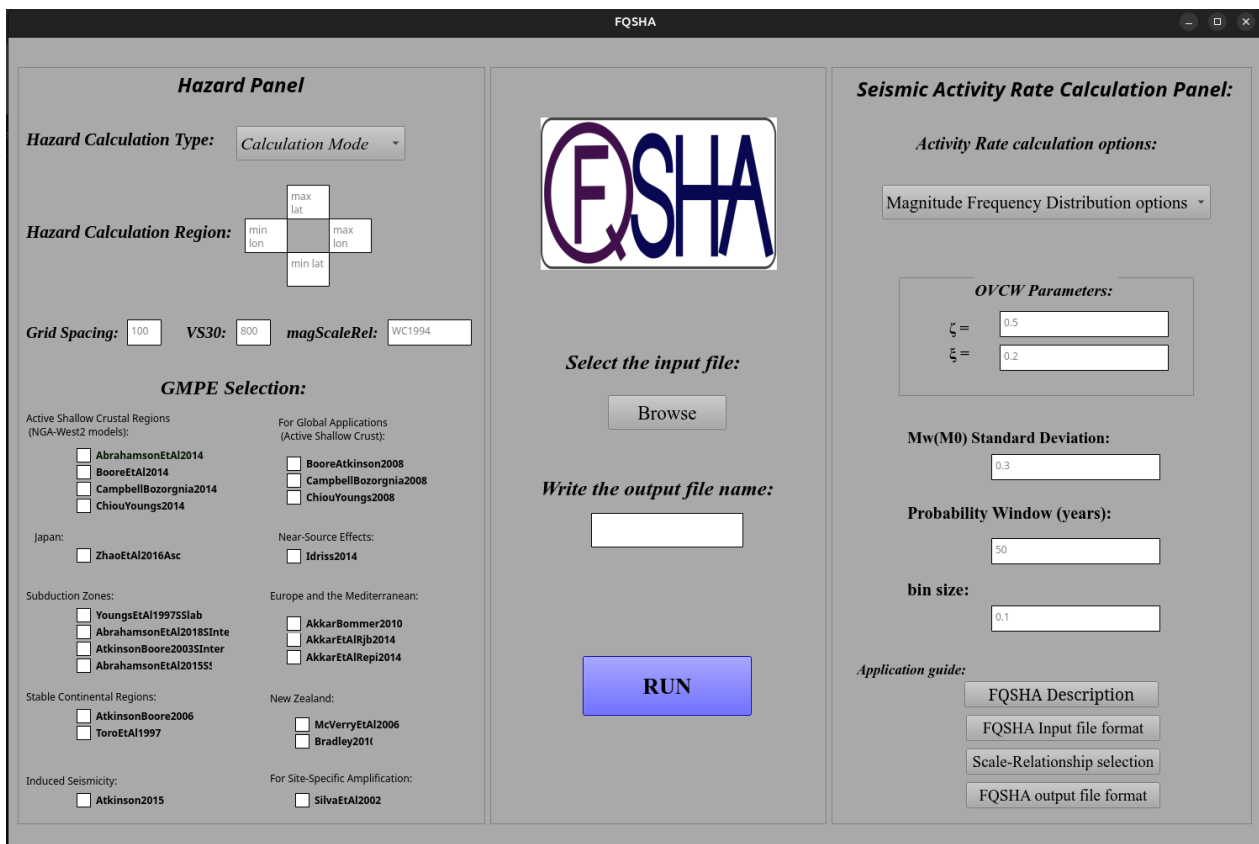 FQSHA
Hazard Panel
Hazard Calculation Type:
Calculation Mode
Hazard Calculation Region:
max
lat
min
lon
max
lon
min lat
Grid Spacing:
100
VS30:
800
magScaleRel:
WC1994
GMPE Selection:
Active Shallow Crustal Regions
(NGA-West2 models):
AbrahamsonEtAl2014
BooreEtAl2014
CampbellBozorgnia2014
ChiouYoungs2014
For Global Applications
(Active Shallow Crust):
BooreAtkinson2008
CampbellBozorgnia2008
ChiouYoungs2008
Japan:
ZhaoEtAl2016Asc
Near-Source Effects:
Idriss2014
Subduction Zones:
YoungsEtAl1997SSlab
AbrahamsonEtAl2018SInte
AtkinsonBoore2003SInter
AbrahamsonEtAl2015S
Europe and the Mediterranean:
AkkarBommer2010
AkkarEtAlRjb2014
AkkarEtAlRepi2014
Stable Continental Regions:
AtkinsonBoore2006
ToroEtAl1997
New Zealand:
McVerryEtAl2006
Bradley201
Induced Seismicity:
Atkinson2015
For Site-Specific Amplification:
SilvaEtAl2002
FQSHA
Select the input file:
Browse
Write the output file name:
RUN
Seismic Activity Rate Calculation Panel:
Activity Rate calculation options:
Magnitude Frequency Distribution options
OVCW Parameters:
ζ =
0.5
ξ =
0.2
Mw(M0) Standard Deviation:
0.3
Probability Window (years):
50
bin size:
0.1
Application guide:
FQSHA Description
FQSHA Input file format
Scale-Relationship selection
FQSHA output file format